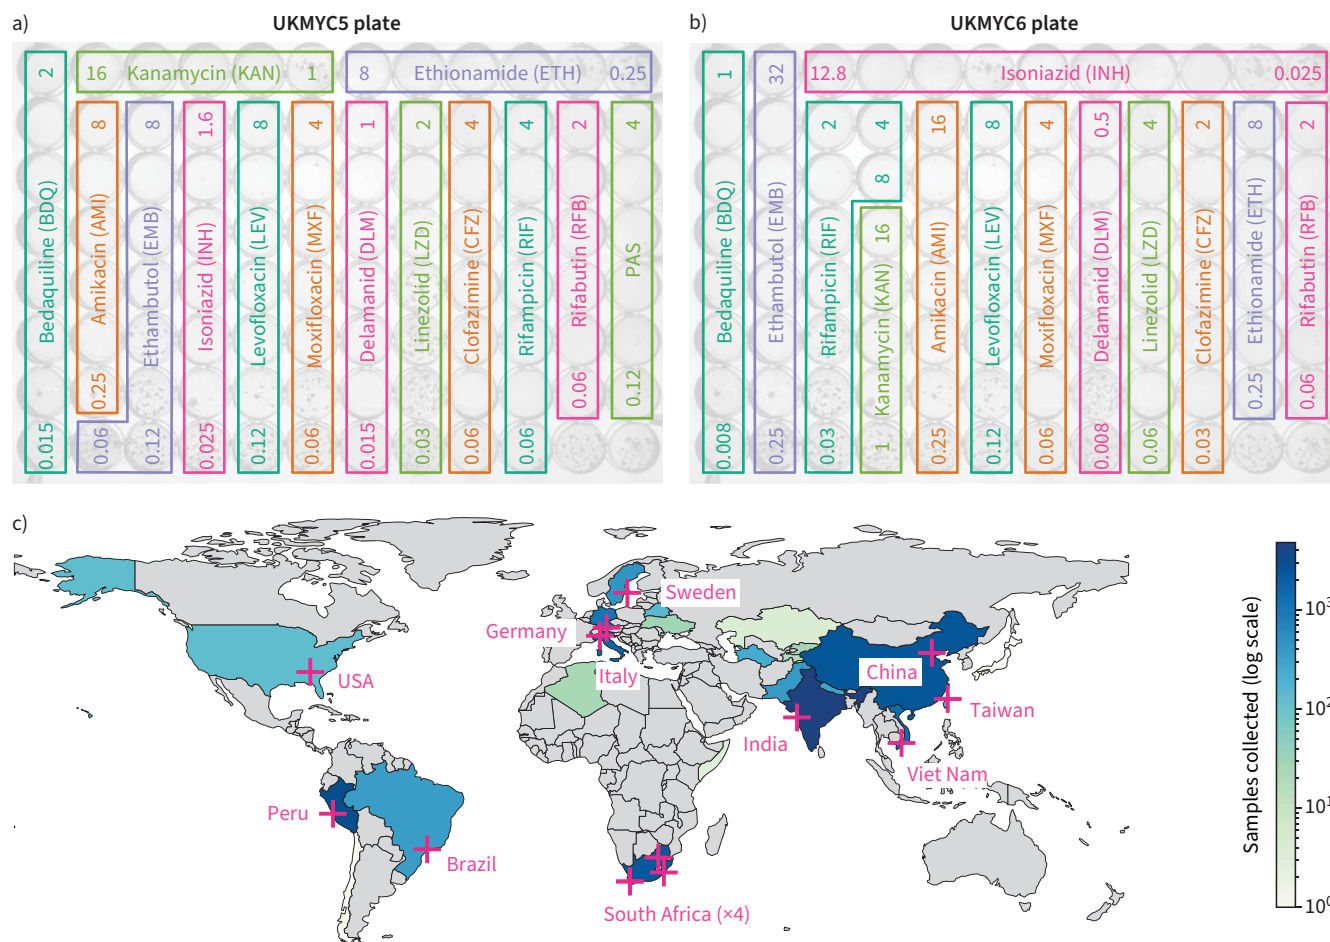 a)
UKMYC5 plate
2
Bedaquiline (BDQ)
0.015
16 Kanamycin (KAN) 1
8 Ethionamide (ETH) 0.25
8
Amikacin (AMI)
0.25
8
Ethambutol (EMB)
0.12
0.06
1.6
Isoniazid (INH)
0.025
8
Levofloxacin (LEV)
0.12
4
Moxifloxacin (MXF)
0.06
1
Delamanid (DLM)
0.015
2
Linezolid (LZD)
0.03
4
Clofazimine (CFZ)
0.06
4
Rifampicin (RIF)
0.06
2
Rifabutin (RFB)
0.06
4
PAS
0.12
b)
UKMYC6 plate
1
Bedaquiline (BDQ)
0.008
32
Ethambutol (EMB)
0.25
12.8 Isoniazid (INH) 0.025
2
Rifampicin (RIF)
0.03
4
8
16
Kanamycin (KAN)
1
16
Amikacin (AMI)
0.25
8
Levofloxacin (LEV)
0.12
4
Moxifloxacin (MXF)
0.06
0.5
Delamanid (DLM)
0.008
4
Linezolid (LZD)
0.06
2
Clofazimine (CFZ)
0.03
8
Ethionamide (ETH)
0.25
2
Rifabutin (RFB)
0.06
c)
Sweden
Germany
Italy
USA
China
Taiwan
India
Viet Nam
Peru
Brazil
South Africa (×4)
Samples collected (log scale)
10³
10²
10¹
10⁰